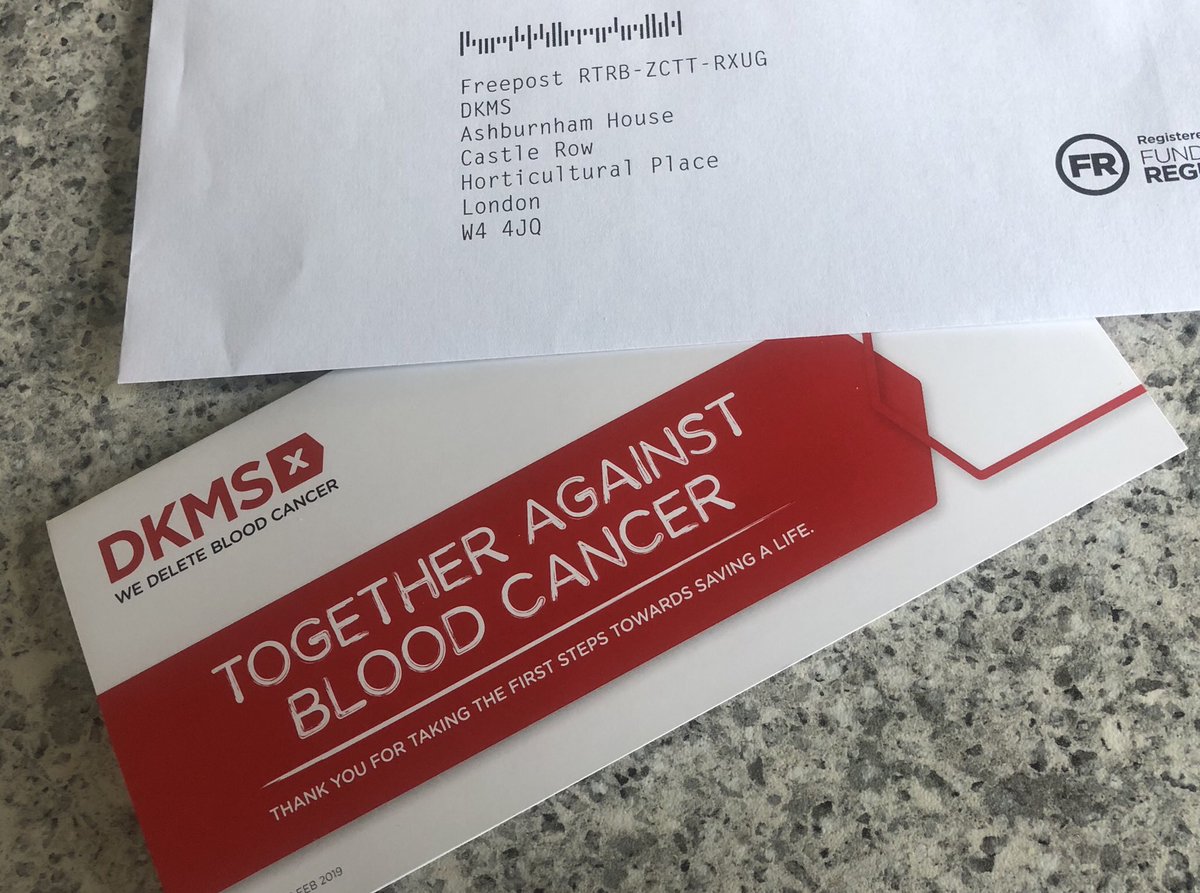 Freepost RTRB-ZCTT-RXUG
DKMS
Ashburnham House
Castle Row
Horticultural Place
London
W4 4JQ
FR
FUND
DKMS
x
WE DELETE BLOOD CANCER
TOGETHER AGAINST
BLOOD CANCER
THANK YOU FOR TAKING THE FIRST STEPS TOWARDS SAVING A LIFE.
FEB 2019